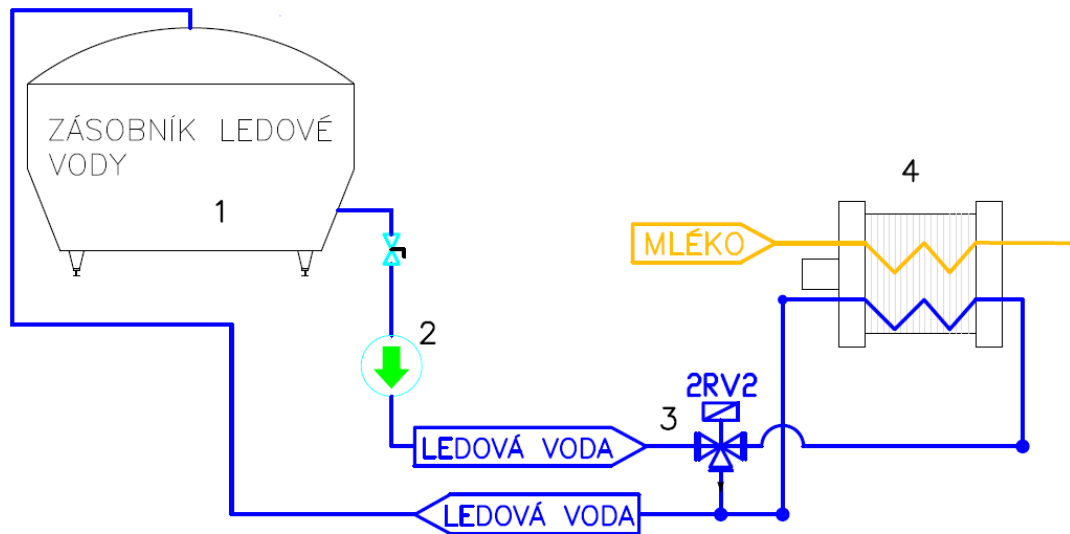 ZÁSOBNÍK LEDOVÉ
VODY
1
4
MLÉKO
2
2RV2
3
LEDOVÁ VODA
LEDOVÁ VODA